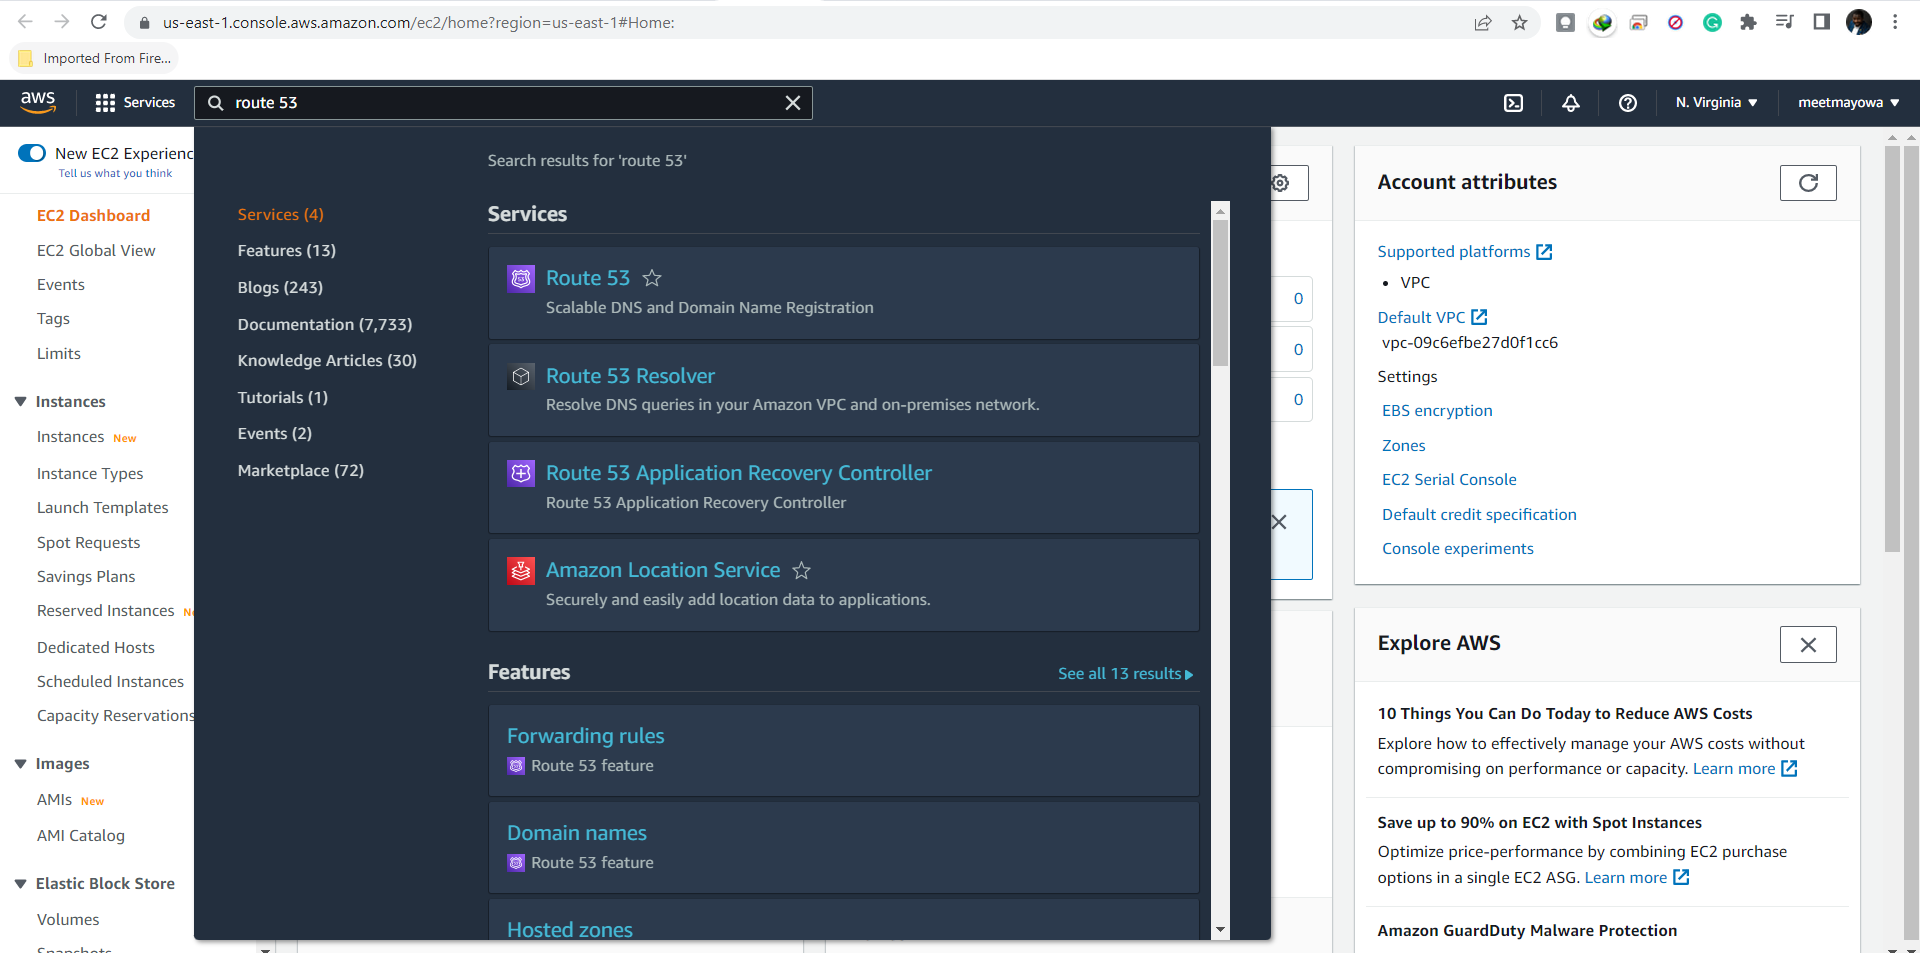 us-east-1.console.aws.amazon.com/ec2/home?region=us-east-1#Home:
Imported From Fire...
aws
Services
route 53
N. Virginia
meetmayowa
New EC2 Experienc
Tell us what you think
EC2 Dashboard
EC2 Global View
Events
Tags
Limits
Instances
Instances New
Instance Types
Launch Templates
Spot Requests
Savings Plans
Reserved Instances
Dedicated Hosts
Scheduled Instances
Capacity Reservations
Images
AMIs New
AMI Catalog
Elastic Block Store
Volumes
Snapshots
Search results for 'route 53'
Services (4)
Features (13)
Blogs (243)
Documentation (7,733)
Knowledge Articles (30)
Tutorials (1)
Events (2)
Marketplace (72)
Services
Route 53
Scalable DNS and Domain Name Registration
Route 53 Resolver
Resolve DNS queries in your Amazon VPC and on-premises network.
Route 53 Application Recovery Controller
Route 53 Application Recovery Controller
Amazon Location Service
Securely and easily add location data to applications.
Features
See all 13 results
Forwarding rules
Route 53 feature
Domain names
Route 53 feature
Hosted zones
0
0
0
Account attributes
Supported platforms
• VPC
Default VPC
vpc-09c6efbe27d0f1cc6
Settings
EBS encryption
Zones
EC2 Serial Console
Default credit specification
Console experiments
Explore AWS
10 Things You Can Do Today to Reduce AWS Costs
Explore how to effectively manage your AWS costs without
compromising on performance or capacity. Learn more
Save up to 90% on EC2 with Spot Instances
Optimize price-performance by combining EC2 purchase
options in a single EC2 ASG. Learn more
Amazon GuardDuty Malware Protection